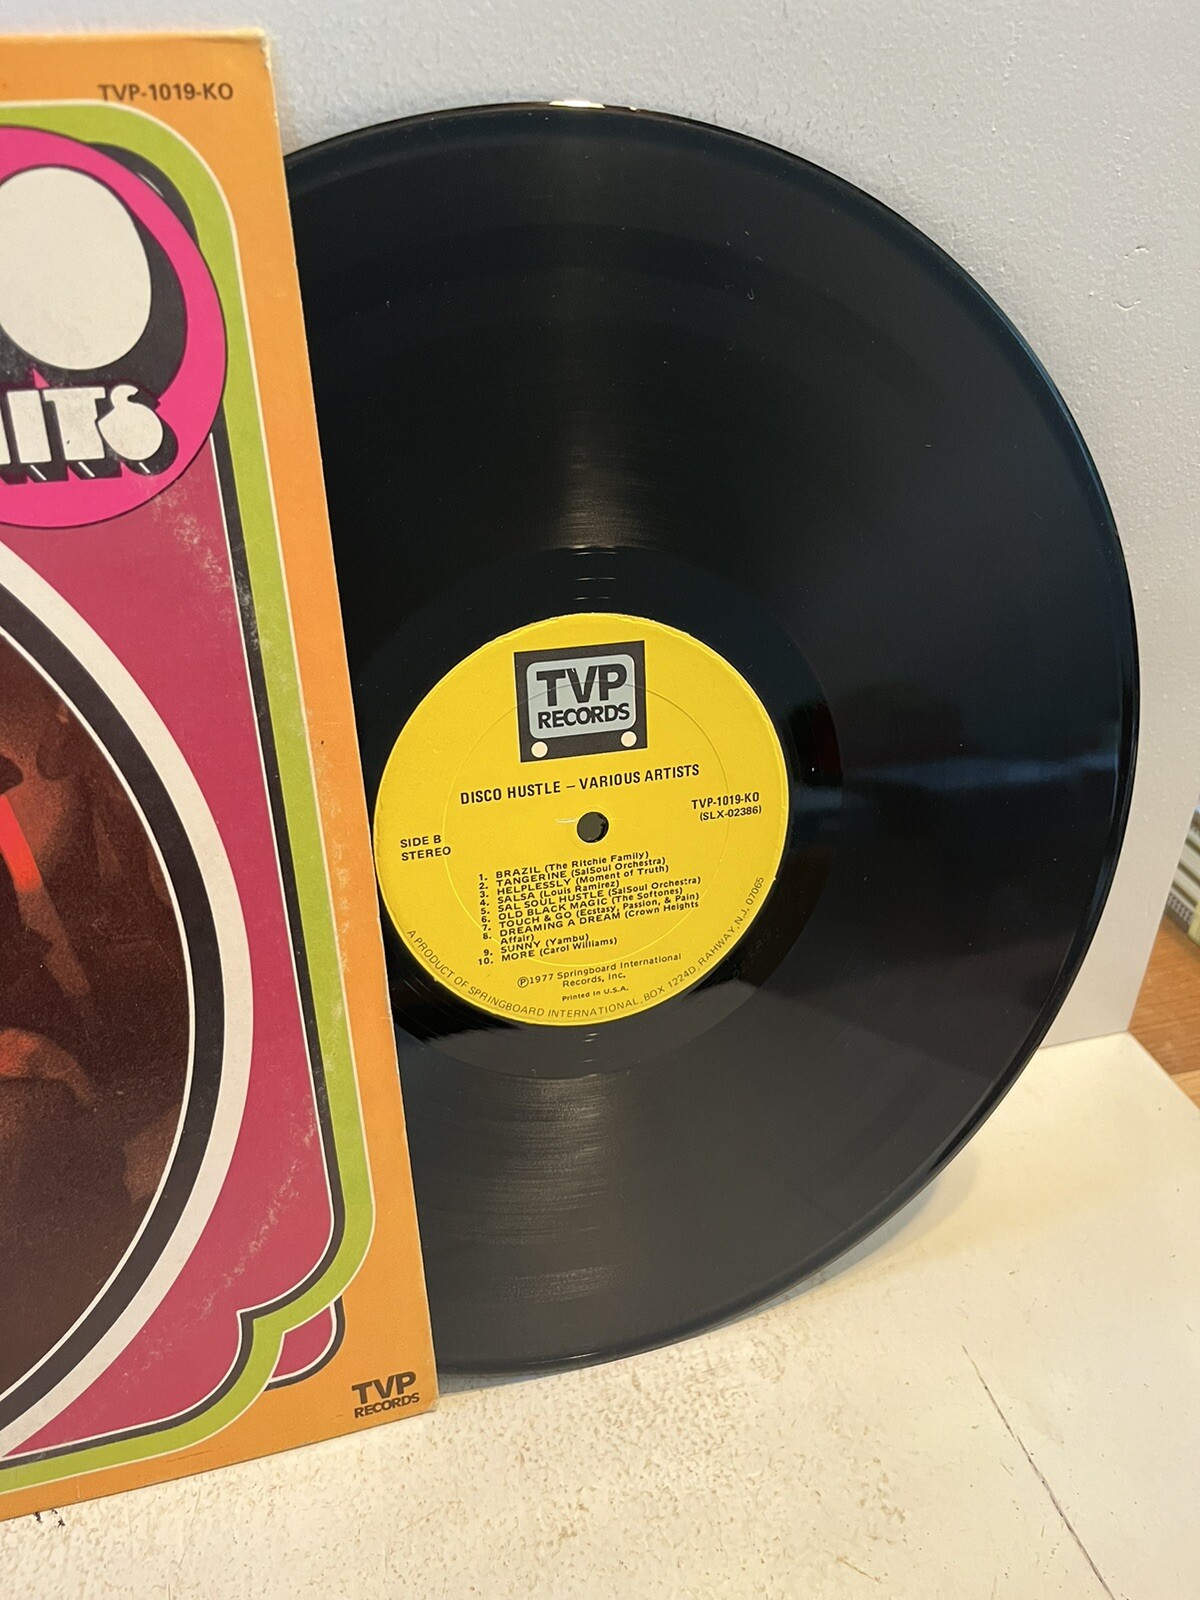 TVP-1019-KO
HITS
TVP
RECORDS
TVP
RECORDS
DISCO HUSTLE – VARIOUS ARTISTS
TVP-1019-KO
(SLX-02386)
SIDE B
STEREO
1. BRAZIL (The Ritchie Family)
2. TANGERINE (SalSoul Orchestra)
3. HELPLESSLY (Moment of Truth)
4. SALSA (Louis Ramirez)
5. SAL SOUL HUSTLE (SalSoul Orchestra)
6. OLD BLACK MAGIC (The Softones)
7. TOUCH & GO (Ecstasy, Passion, & Pain)
8. DREAMING A DREAM (Crown Heights
Affair)
9. SUNNY (Yambu)
10. MORE (Carol Williams)
Ⓟ1977 Springboard International
Records, Inc.
Printed in U.S.A.
A PRODUCT OF SPRINGBOARD INTERNATIONAL, BOX 1224D, RAHWAY, N.J. 07065